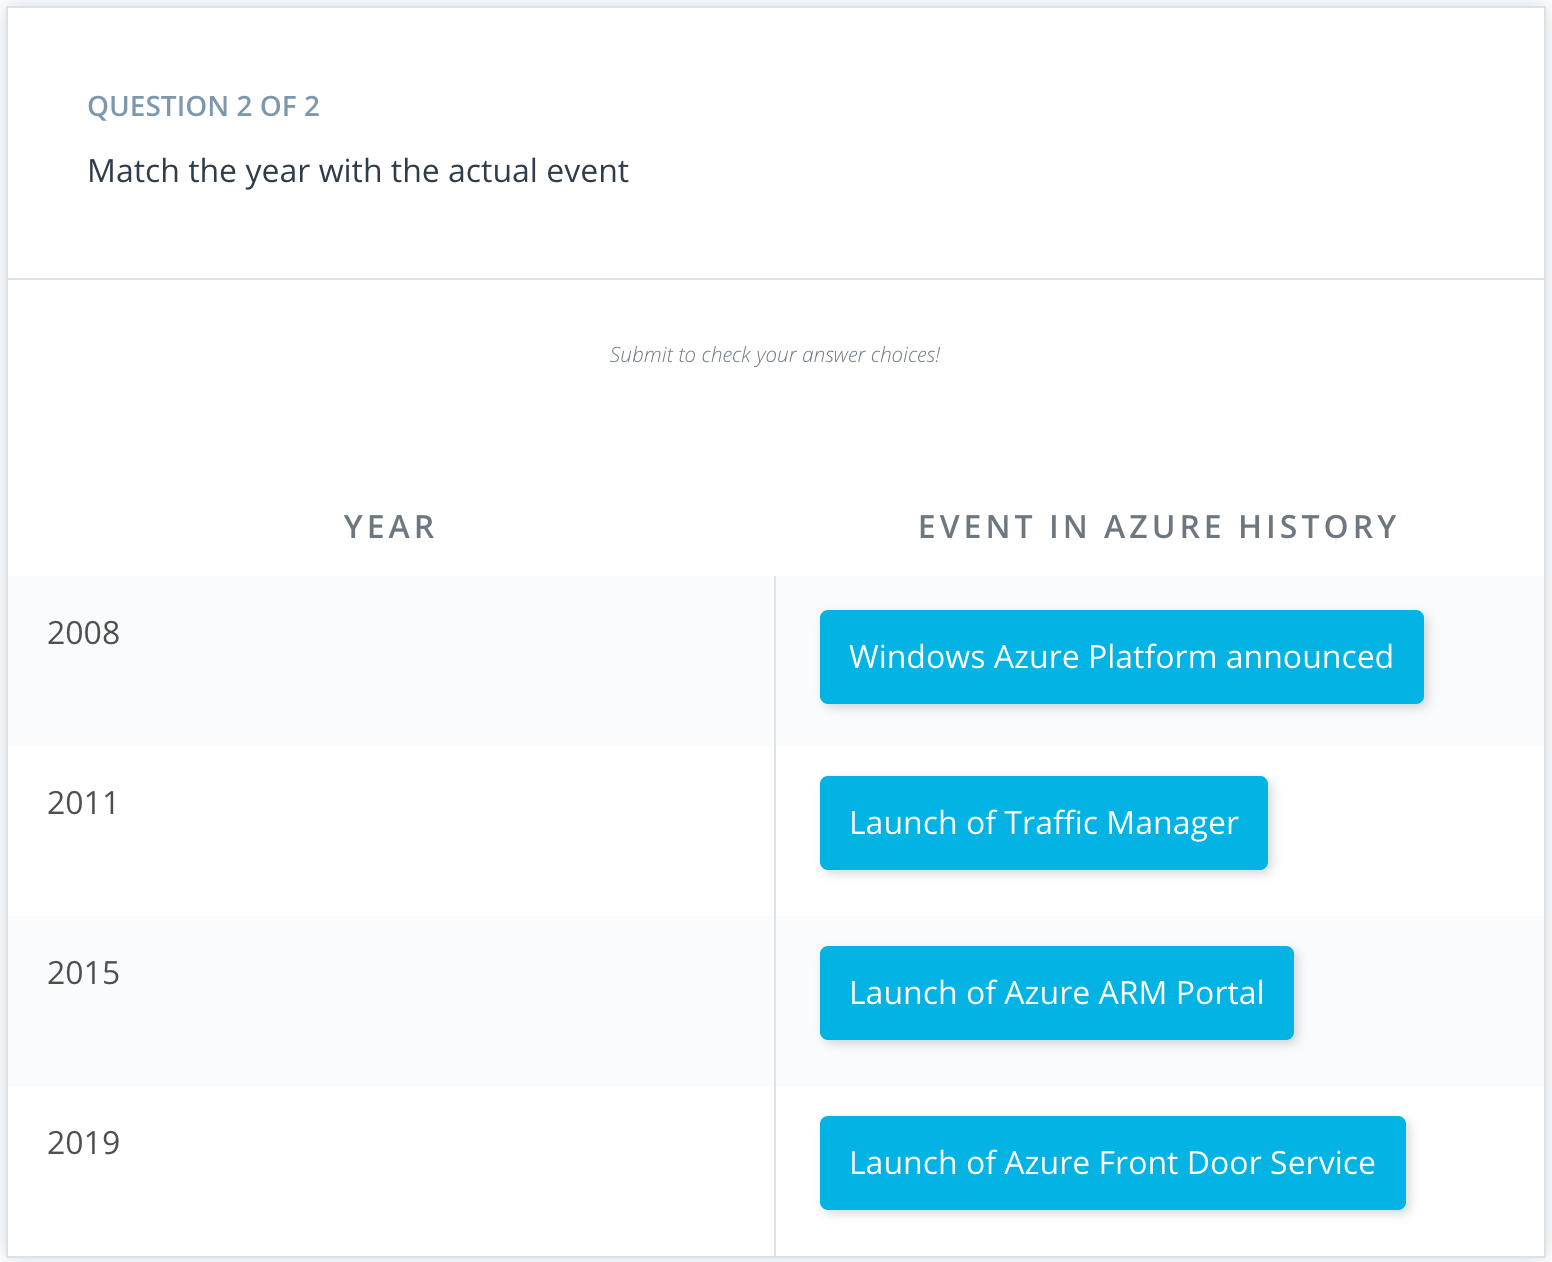 QUESTION 2 OF 2
Match the year with the actual event
Submit to check your answer choices!
YEAR
EVENT IN AZURE HISTORY
2008
Windows Azure Platform announced
2011
Launch of Traffic Manager
2015
Launch of Azure ARM Portal
2019
Launch of Azure Front Door Service